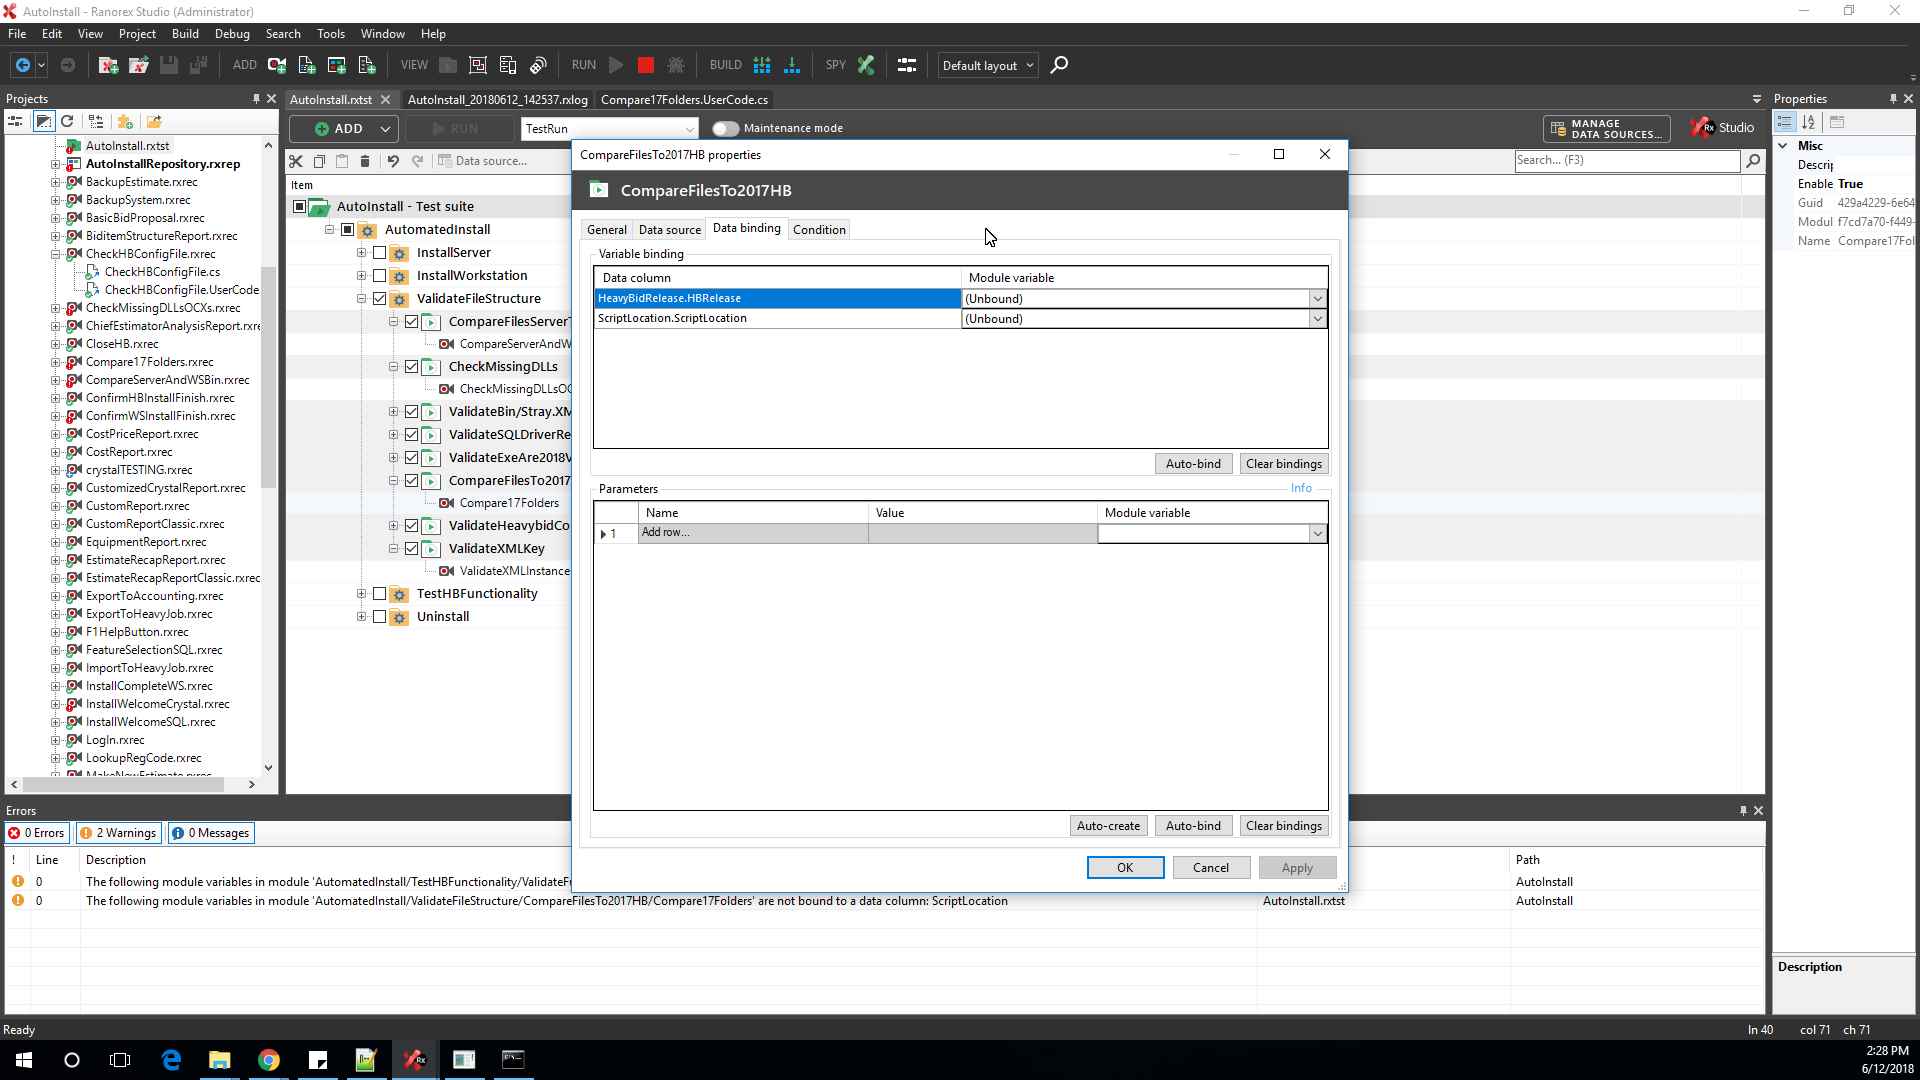 AutoInstall - Ranorex Studio (Administrator)
File Edit View Project Build Debug Search Tools Window Help
ADD VIEW RUN BUILD SPY Default layout
Projects
AutoInstall.rxtst AutoInstall_20180612_142537.rxlog Compare17Folders.UserCode.cs
Properties
ADD RUN TestRun Maintenance mode MANAGE DATA SOURCES... Rx Studio
Data source...
Search... (F3)
Item
AutoInstall.rxtst
AutoInstallRepository.rxrep
BackupEstimate.rxrec
BackupSystem.rxrec
BasicBidProposal.rxrec
BiditemStructureReport.rxrec
CheckHBConfigFile.rxrec
CheckHBConfigFile.cs
CheckHBConfigFile.UserCode
CheckMissingDLLsOCXs.rxrec
ChiefEstimatorAnalysisReport.rxre
CloseHB.rxrec
Compare17Folders.rxrec
CompareServerAndWSBin.rxrec
ConfirmHBInstallFinish.rxrec
ConfirmWSInstallFinish.rxrec
CostPriceReport.rxrec
CostReport.rxrec
crystalTESTING.rxrec
CustomizedCrystalReport.rxrec
CustomReport.rxrec
CustomReportClassic.rxrec
EquipmentReport.rxrec
EstimateRecapReport.rxrec
EstimateRecapReportClassic.rxrec
ExportToAccounting.rxrec
ExportToHeavyJob.rxrec
F1HelpButton.rxrec
FeatureSelectionSQL.rxrec
ImportToHeavyJob.rxrec
InstallCompleteWS.rxrec
InstallWelcomeCrystal.rxrec
InstallWelcomeSQL.rxrec
LogIn.rxrec
LookupRegCode.rxrec
MakeNewEstimate.rxrec
AutoInstall - Test suite
AutomatedInstall
InstallServer
InstallWorkstation
ValidateFileStructure
CompareFilesServerT
CompareServerAndW
CheckMissingDLLs
CheckMissingDLLsOC
ValidateBin/Stray.XM
ValidateSQLDriverRe
ValidateExeAre2018V
CompareFilesTo2017
Compare17Folders
ValidateHeavybidCo
ValidateXMLKey
ValidateXMLInstance
TestHBFunctionality
Uninstall
CompareFilesTo2017HB properties
CompareFilesTo2017HB
General Data source Data binding Condition
Variable binding
Data column Module variable
HeavyBidRelease.HBRelease (Unbound)
ScriptLocation.ScriptLocation (Unbound)
Auto-bind Clear bindings
Parameters Info
Name Value Module variable
1 Add row...
Auto-create Auto-bind Clear bindings
OK Cancel Apply
Misc
Descrip
Enable True
Guid 429a4229-6e64
Modul f7cd7a70-f449-
Name Compare17Fol
Description
Errors
0 Errors 2 Warnings 0 Messages
! Line Description Path
0 The following module variables in module 'AutomatedInstall/TestHBFunctionality/ValidateF AutoInstall
0 The following module variables in module 'AutomatedInstall/ValidateFileStructure/CompareFilesTo2017HB/Compare17Folders' are not bound to a data column: ScriptLocation AutoInstall.rxtst AutoInstall
Ready ln 40 col 71 ch 71
2:28 PM
6/12/2018